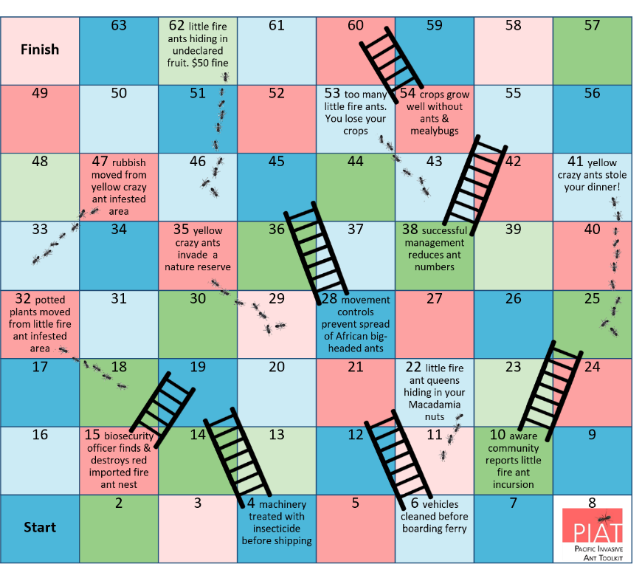 Finish
63
62 little fire
ants hiding in
undeclared
fruit. $50 fine
61
60
59
58
57
49
50
51
52
53 too many
little fire ants.
You lose your
crops
54 crops grow
well without
ants &
mealybugs
55
56
48
47 rubbish
moved from
yellow crazy
ant infested
area
46
45
44
43
42
41 yellow
crazy ants stole
your dinner!
33
34
35 yellow
crazy ants
invade a
nature reserve
36
37
38 successful
management
reduces ant
numbers
39
40
32 potted
plants moved
from little fire
ant infested
area
31
30
29
28 movement
controls
prevent spread
of African big-
headed ants
27
26
25
17
18
19
20
21
22 little fire
ant queens
hiding in your
Macadamia
nuts
23
24
16
15 biosecurity
officer finds &
destroys red
imported fire
ant nest
14
13
12
11
10 aware
community
reports little
fire ant
incursion
9
Start
2
3
4 machinery
treated with
insecticide
before shipping
5
6 vehicles
cleaned before
boarding ferry
7
8
PIAT
Pacific Invasive
Ant Toolkit